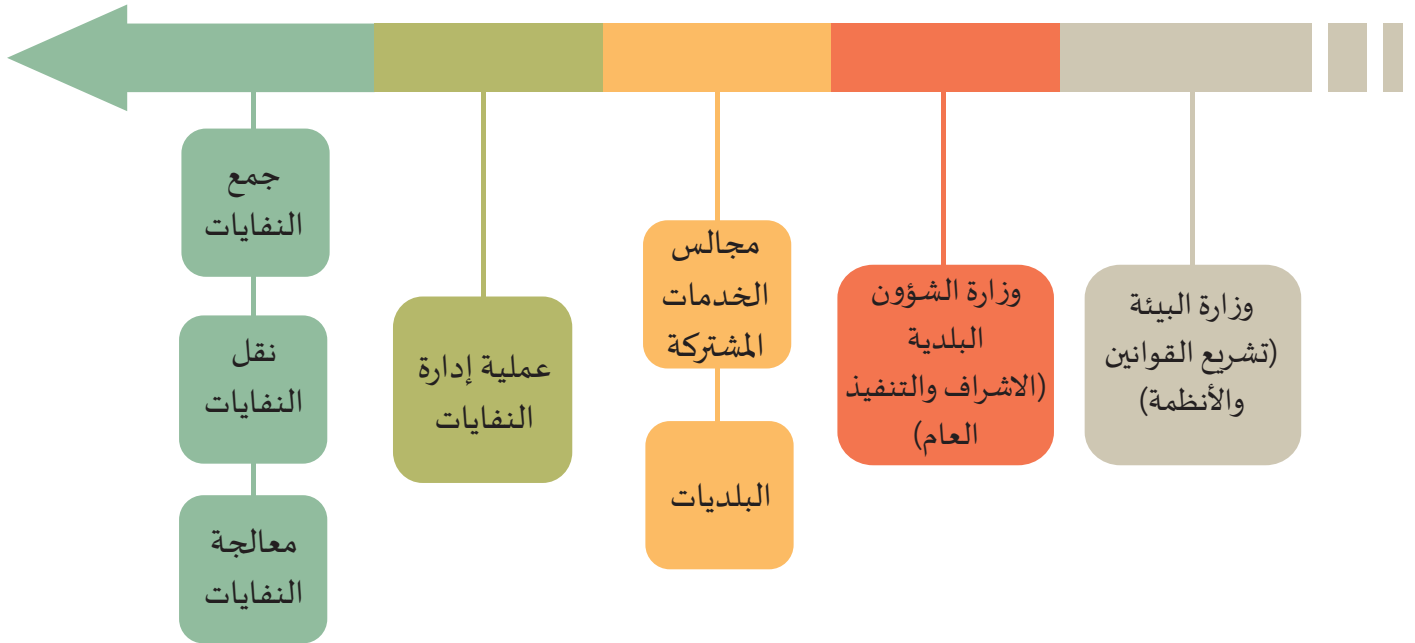 وزارة البيئة
(تشريع القوانين
والأنظمة)
وزارة الشؤون
البلدية
(الاشراف والتنفيذ
العام)
مجالس
الخدمات
المشتركة
البلديات
عملية إدارة
النفايات
جمع
النفايات
نقل
النفايات
معالجة
النفايات